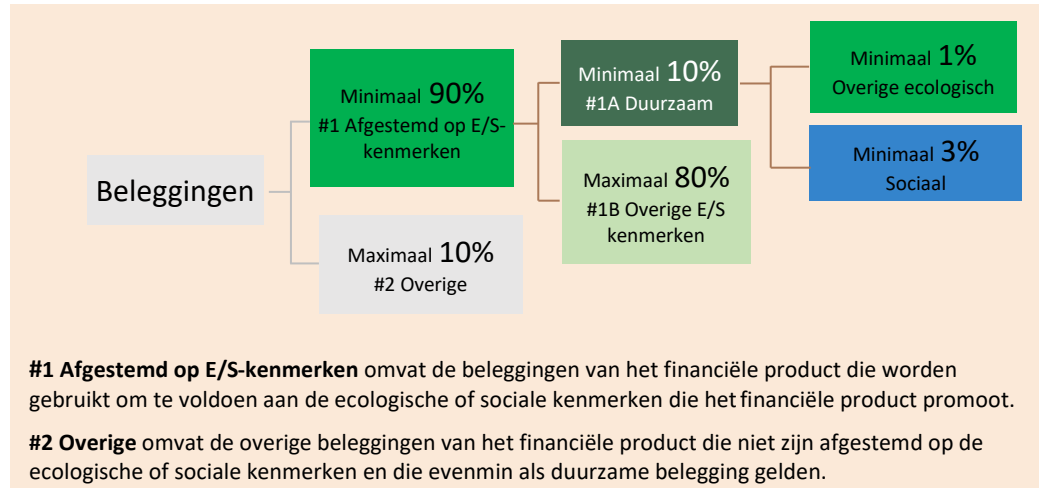 Beleggingen
Minimaal 90%
#1 Afgestemd op E/S-
kenmerken
Maximaal 10%
#2 Overige
Minimaal 10%
#1A Duurzaam
Maximaal 80%
#1B Overige E/S
kenmerken
Minimaal 1%
Overige ecologisch
Minimaal 3%
Sociaal
#1 Afgestemd op E/S-kenmerken omvat de beleggingen van het financiële product die worden
gebruikt om te voldoen aan de ecologische of sociale kenmerken die het financiële product promoot.
#2 Overige omvat de overige beleggingen van het financiële product die niet zijn afgestemd op de
ecologische of sociale kenmerken en die evenmin als duurzame belegging gelden.